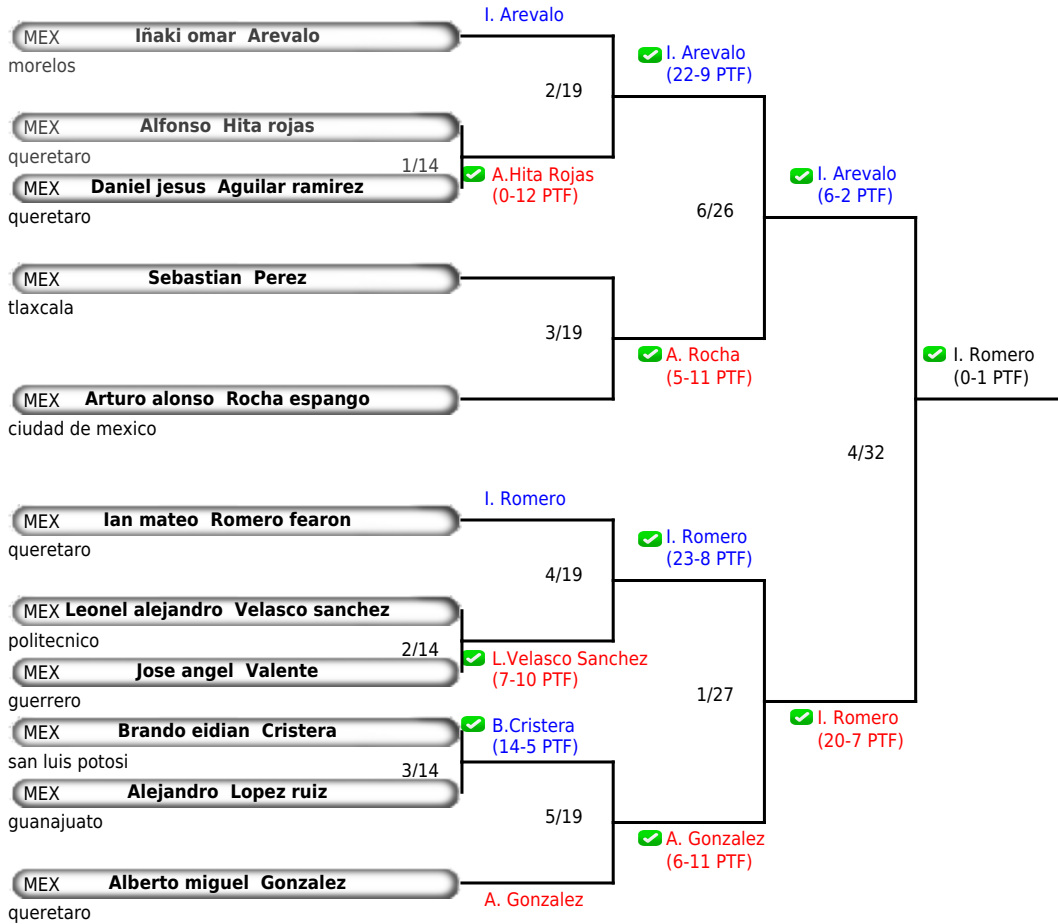 I. Arevalo
MEX Iñaki omar Arevalo
morelos
I. Arevalo
(22-9 PTF)
2/19
MEX Alfonso Hita rojas
queretaro
1/14
A.Hita Rojas
(0-12 PTF)
MEX Daniel jesus Aguilar ramirez
queretaro
I. Arevalo
(6-2 PTF)
6/26
MEX Sebastian Perez
tlaxcala
3/19
A. Rocha
(5-11 PTF)
I. Romero
(0-1 PTF)
MEX Arturo alonso Rocha espango
ciudad de mexico
4/32
I. Romero
MEX Ian mateo Romero fearon
queretaro
I. Romero
(23-8 PTF)
4/19
MEX Leonel alejandro Velasco sanchez
politecnico
2/14
L.Velasco Sanchez
(7-10 PTF)
MEX Jose angel Valente
guerrero
1/27
I. Romero
(20-7 PTF)
MEX Brando eidian Cristera
B.Cristera
(14-5 PTF)
san luis potosi
3/14
MEX Alejandro Lopez ruiz
guanajuato
5/19
A. Gonzalez
(6-11 PTF)
MEX Alberto miguel Gonzalez
A. Gonzalez
queretaro